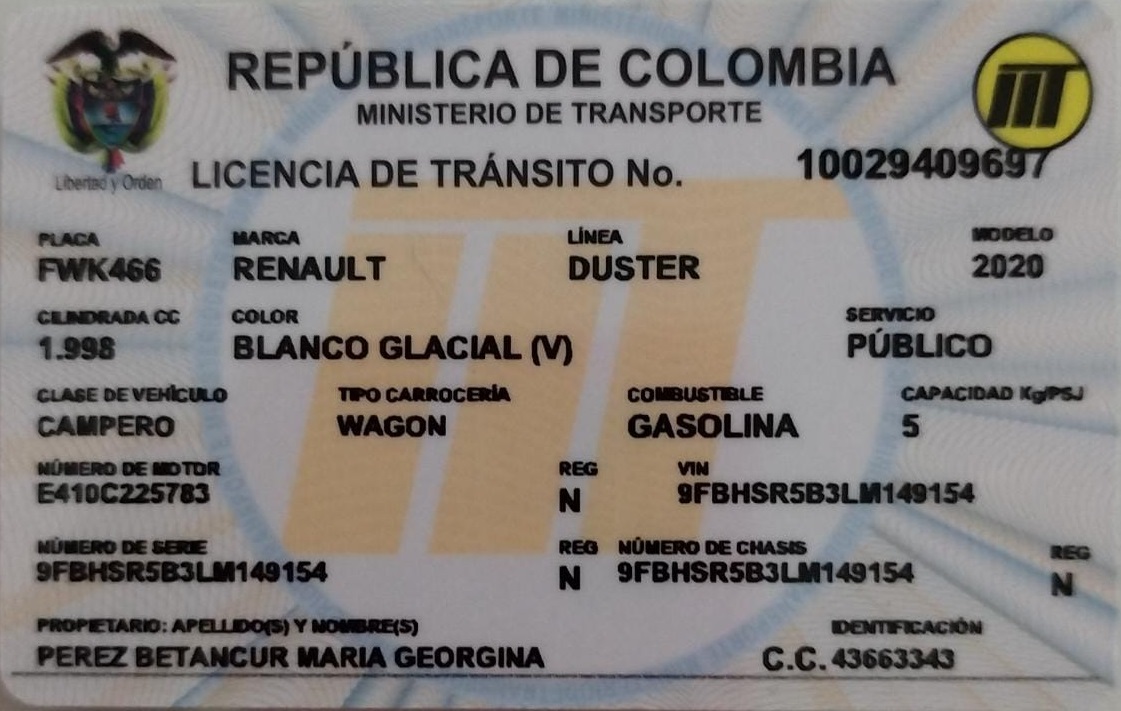 REPÚBLICA DE COLOMBIA
MINISTERIO DE TRANSPORTE
Libertad y Orden
LICENCIA DE TRÁNSITO No. 10029409697
PLACA MARCA LÍNEA MODELO
FWK466 RENAULT DUSTER 2020
CILINDRADA CC COLOR SERVICIO
1.998 BLANCO GLACIAL (V) PÚBLICO
CLASE DE VEHÍCULO TIPO CARROCERÍA COMBUSTIBLE CAPACIDAD Kg/PSJ
CAMPERO WAGON GASOLINA 5
NÚMERO DE MOTOR REG VIN
E410C225783 N 9FBHSR5B3LM149154
NÚMERO DE SERIE REG NÚMERO DE CHASIS REG
9FBHSR5B3LM149154 N 9FBHSR5B3LM149154 N
PROPIETARIO: APELLIDO(S) Y NOMBRE(S) IDENTIFICACIÓN
PEREZ BETANCUR MARIA GEORGINA C.C. 43663343